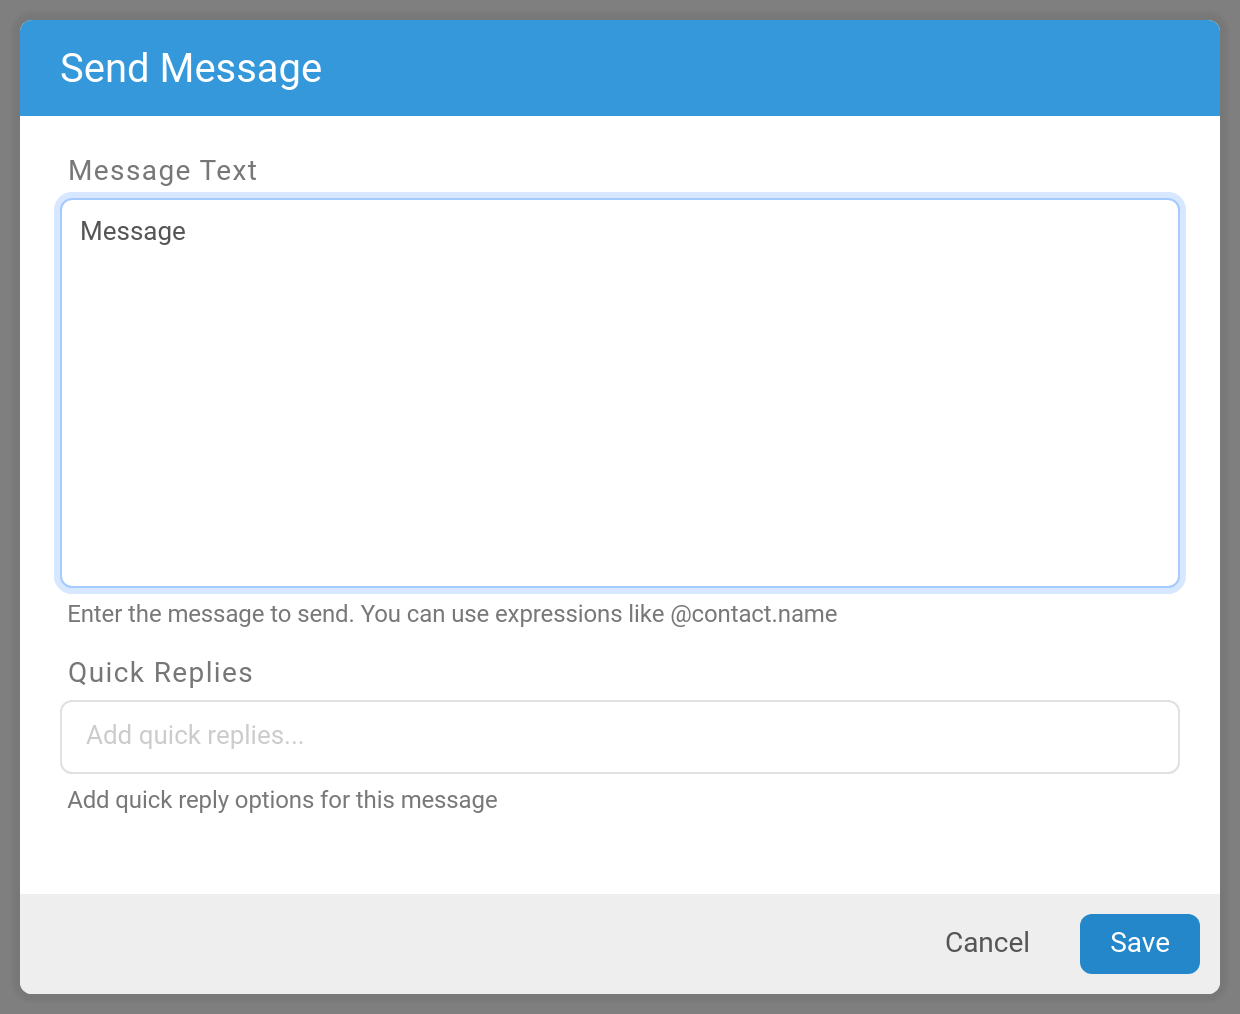 Send Message
Message Text
Message
Enter the message to send. You can use expressions like @contact.name
Quick Replies
Add quick replies...
Add quick reply options for this message
Cancel
Save